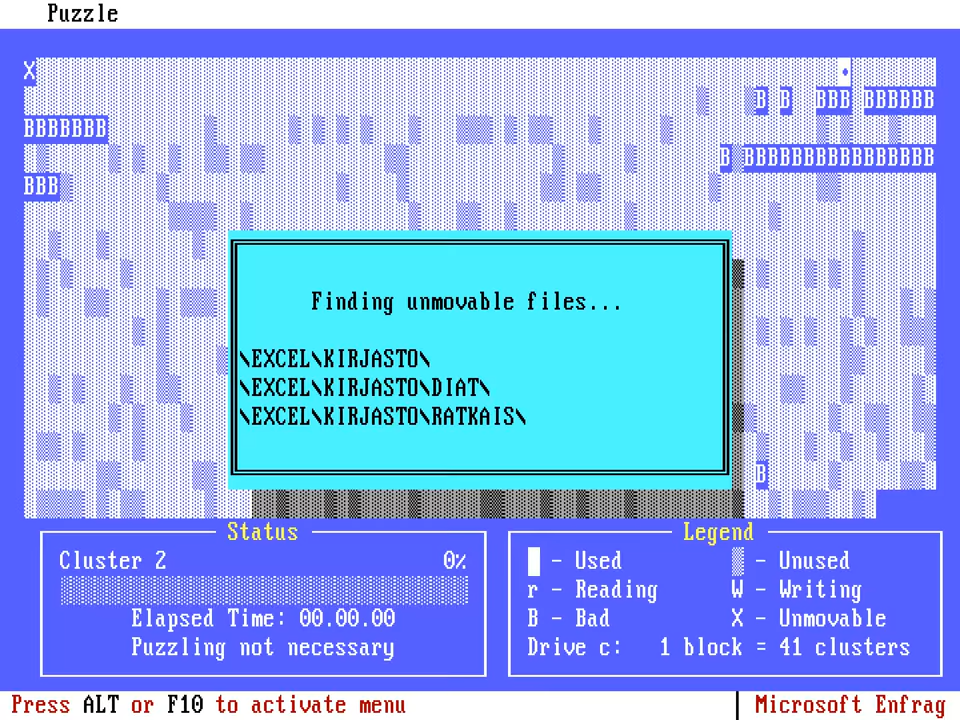 Puzzle
X
B B BBB BBBBBB
BBBBBBB
B BBBBBBBBBBBBBBBB
BBB
Finding unmovable files...
\EXCEL\KIRJASTO\
\EXCEL\KIRJASTO\DIAT\
\EXCEL\KIRJASTO\RATKAIS\
B
Status
Cluster 2 0%
Elapsed Time: 00.00.00
Puzzling not necessary
Legend
- Used - Unused
r - Reading W - Writing
B - Bad X - Unmovable
Drive c: 1 block = 41 clusters
Press ALT or F10 to activate menu | Microsoft Enfrag